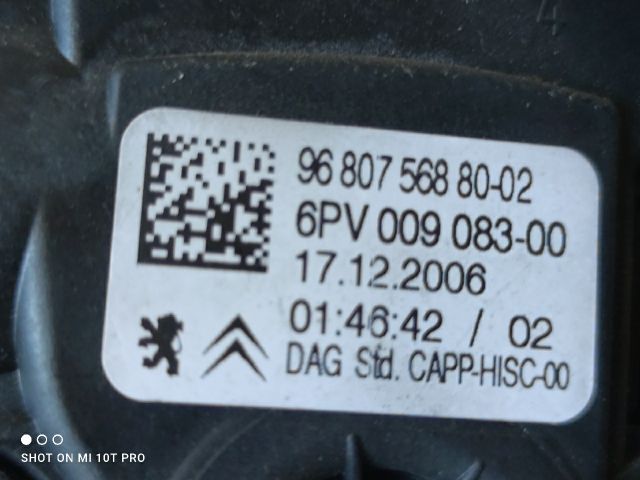 4
96 807 568 80-02
6PV 009 083-00
17.12.2006
01:46:42 / 02
DAG Std. CAPP-HISC-00
SHOT ON MI 10T PRO